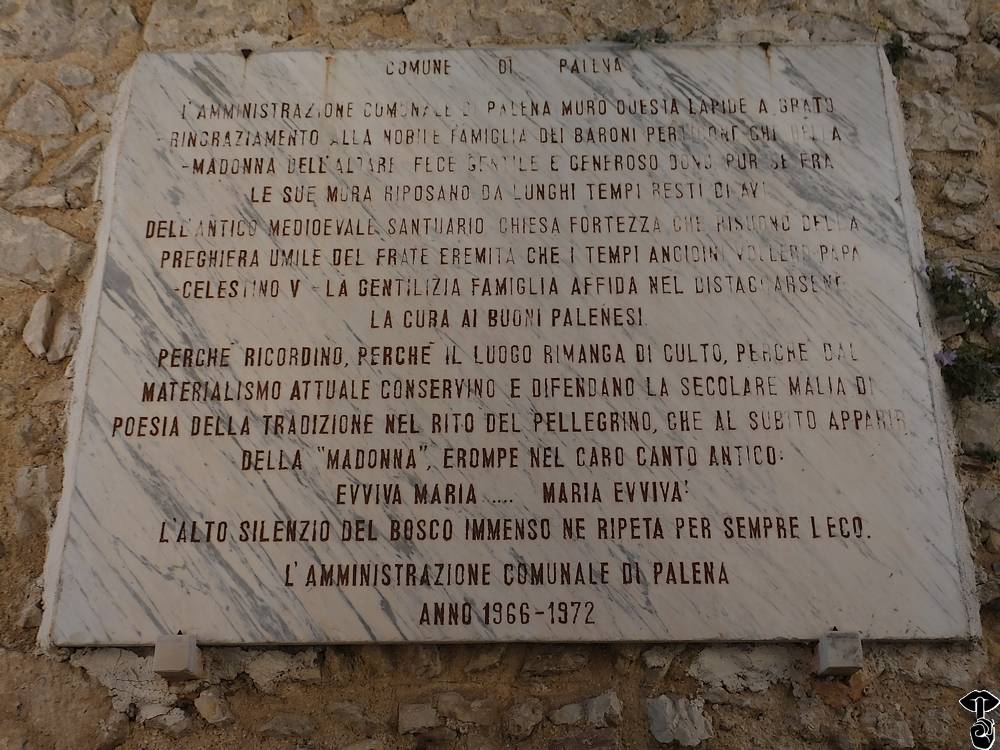 COMUNE DI PALENA
L'AMMINISTRAZIONE COMUNALE DI PALENA MURO QUESTA LAPIDE A GRATO
RINGRAZIAMENTO ALLA NOBILE FAMIGLIA DEI BARONI CHE DELLA
-MADONNA DELL'ALTARE FECE GENTILE E GENEROSO DONO PUR SE FRA
LE SUE MURA RIPOSANO DA LUNGHI TEMPI RESTI DI AVI
DELL'ANTICO MEDIOEVALE SANTUARIO CHIESA FORTEZZA CHE RISUONO DELLA
PREGHIERA UMILE DEL FRATE EREMITA CHE I TEMPI ANGIOINI VOLLERO PAPA
-CELESTINO V - LA GENTILIZIA FAMIGLIA AFFIDA NEL DISTACCARSENE
LA CURA AI BUONI PALENESI
PERCHE RICORDINO, PERCHE IL LUOGO RIMANGA DI CULTO, PERCHE DAL
MATERIALISMO ATTUALE CONSERVINO E DIFENDANO LA SECOLARE MALIA DI
POESIA DELLA TRADIZIONE NEL RITO DEL PELLEGRINO, CHE AL SUBITO APPARIR
DELLA "MADONNA", EROMPE NEL CARO CANTO ANTICO:
EVVIVA MARIA .... MARIA EVVIVA!
L'ALTO SILENZIO DEL BOSCO IMMENSO NE RIPETA PER SEMPRE L ECO.
L'AMMINISTRAZIONE COMUNALE DI PALENA
ANNO 1966-1972